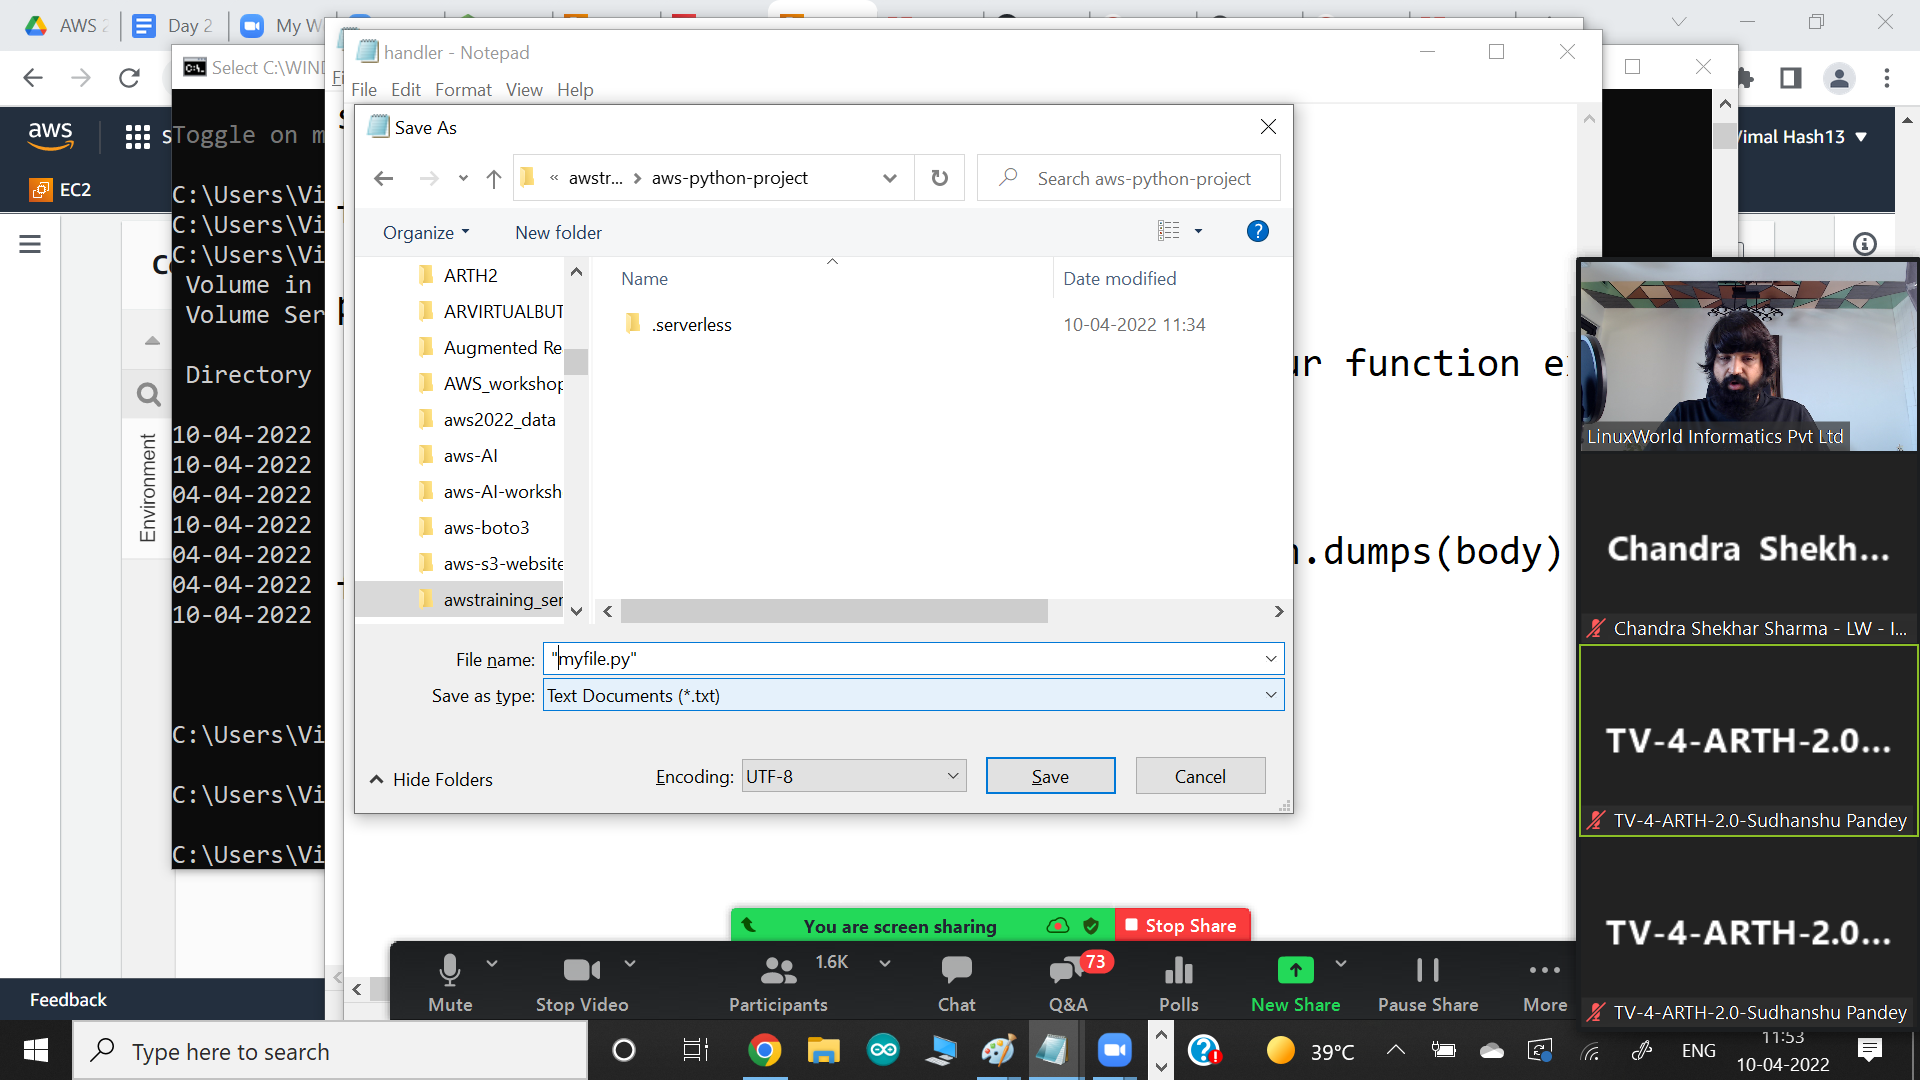 AWS 2
Day 2
My W
Select C:\WIND
handler - Notepad
File Edit Format View Help
Save As
awstr... > aws-python-project
Search aws-python-project
Organize
New folder
aws
EC2
Vimal Hash13
Toggle on m
C:\Users\Vi
C:\Users\Vi
C:\Users\Vi
Volume in
Volume Ser
Directory
10-04-2022
10-04-2022
04-04-2022
10-04-2022
04-04-2022
04-04-2022
10-04-2022
C:\Users\Vi
C:\Users\Vi
C:\Users\Vi
Environment
Feedback
ARTH2
ARVIRTUALBUT
Augmented Re
AWS_workshop
aws2022_data
aws-AI
aws-AI-worksh
aws-boto3
aws-s3-website
awstraining_ser
Name
Date modified
.serverless
10-04-2022 11:34
File name: "myfile.py"
Save as type: Text Documents (*.txt)
Hide Folders
Encoding: UTF-8
Save
Cancel
ur function e
n.dumps(body)
LinuxWorld Informatics Pvt Ltd
Chandra Shekh...
Chandra Shekhar Sharma - LW - I...
TV-4-ARTH-2.0...
TV-4-ARTH-2.0-Sudhanshu Pandey
TV-4-ARTH-2.0...
TV-4-ARTH-2.0-Sudhanshu Pandey
You are screen sharing
Stop Share
Mute
Stop Video
Participants 1.6K
Chat
Q&A 73
Polls
New Share
Pause Share
More
Type here to search
39°C
ENG
11:53
10-04-2022